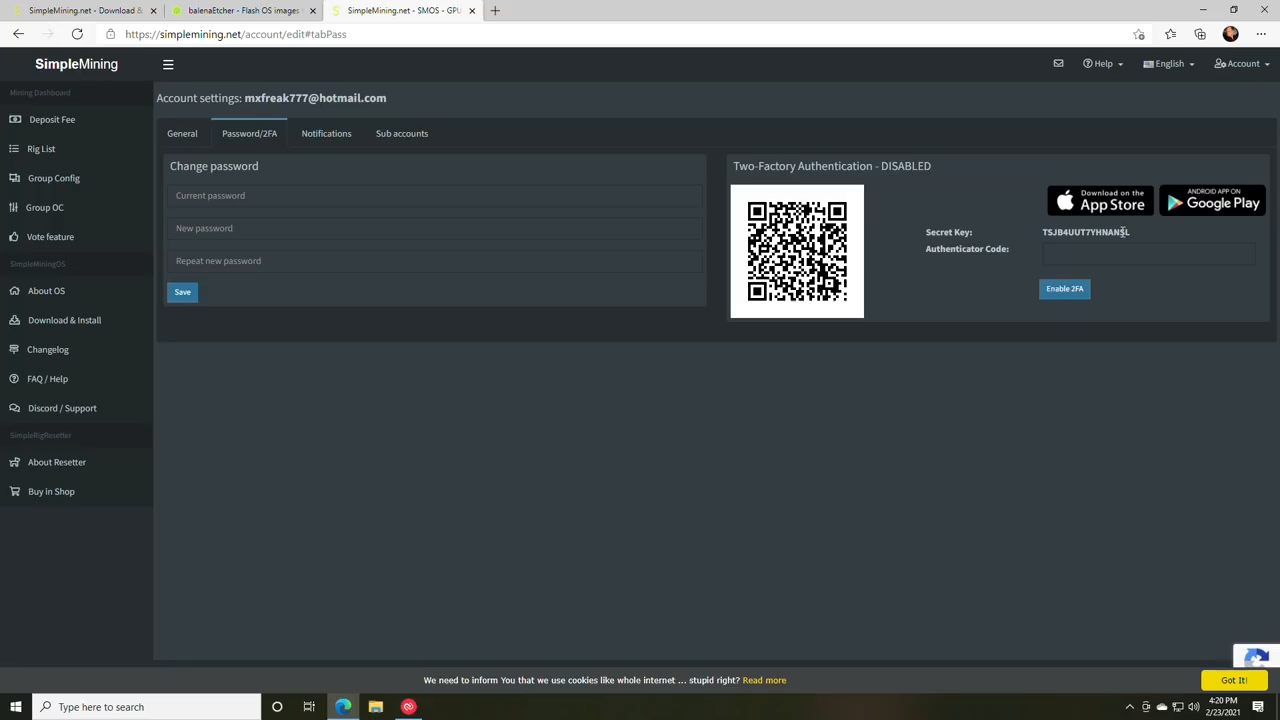 SimpleMining.net - Download &
balenaEtcher - Flash OS images
SimpleMining.net - SMOS - GPU
https://simplemining.net/account/edit#tabPass
SimpleMining
Help
English
Account
Mining Dashboard
Deposit Fee
Rig List
Group Config
Group OC
Vote feature
SimpleMiningOS
About OS
Download & Install
Changelog
FAQ / Help
Discord / Support
SimpleRigResetter
About Resetter
Buy in Shop
Account settings: mxfreak777@hotmail.com
General
Password/2FA
Notifications
Sub accounts
Change password
Current password
New password
Repeat new password
Save
Two-Factory Authentication - DISABLED
Download on the
App Store
ANDROID APP ON
Google Play
Secret Key:
Authenticator Code:
Enable 2FA
We need to inform You that we use cookies like whole internet ... stupid right? Read more
Got It!
Type here to search
4:20 PM
2/23/2021